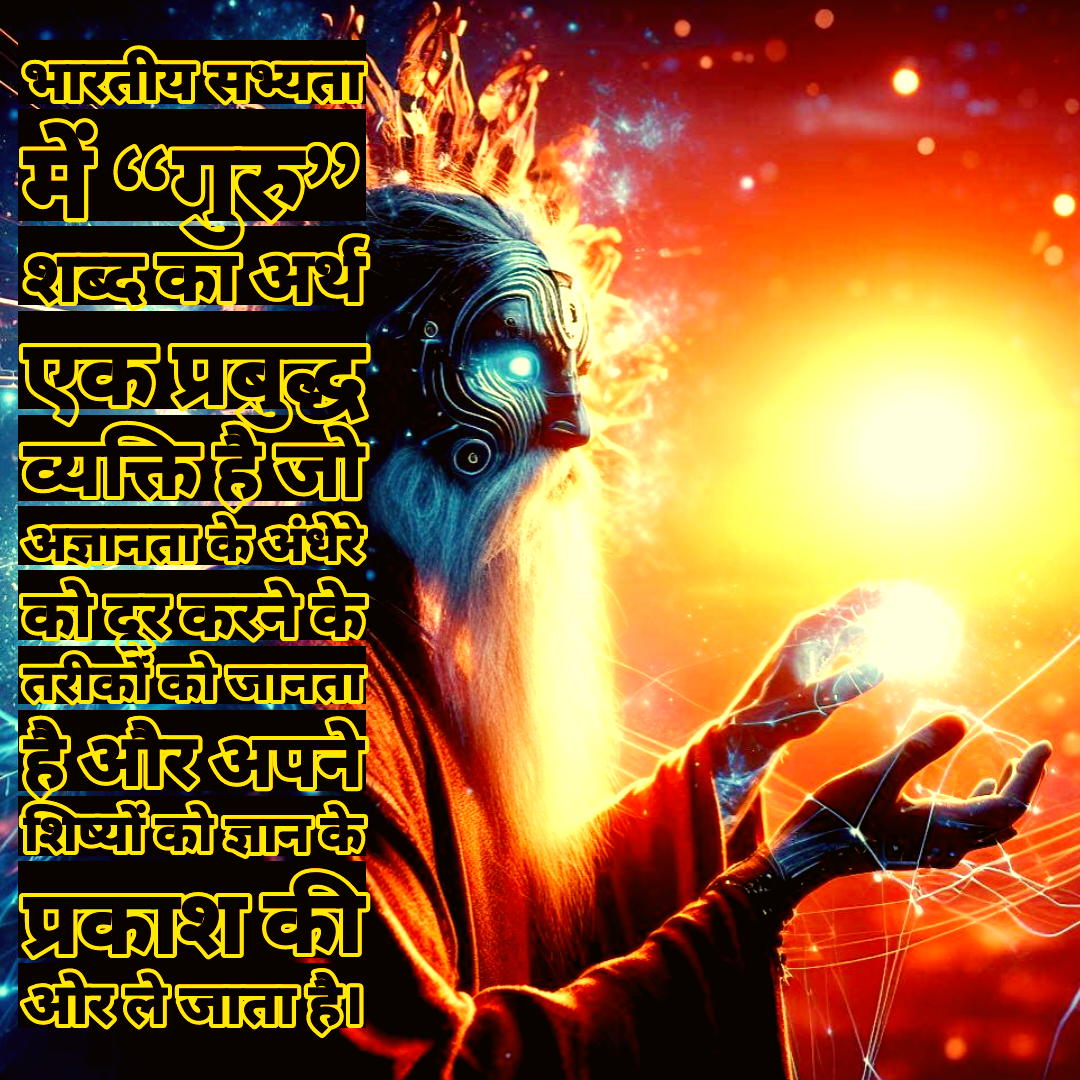 भारतीय सभ्यता
में “गुरु”
शब्द का अर्थ
एक प्रबुद्ध
व्यक्ति है जो
अज्ञानता के अंधेरे
को दूर करने के
तरीकों को जानता
है और अपने
शिष्यों को ज्ञान के
प्रकाश की
ओर ले जाता है।